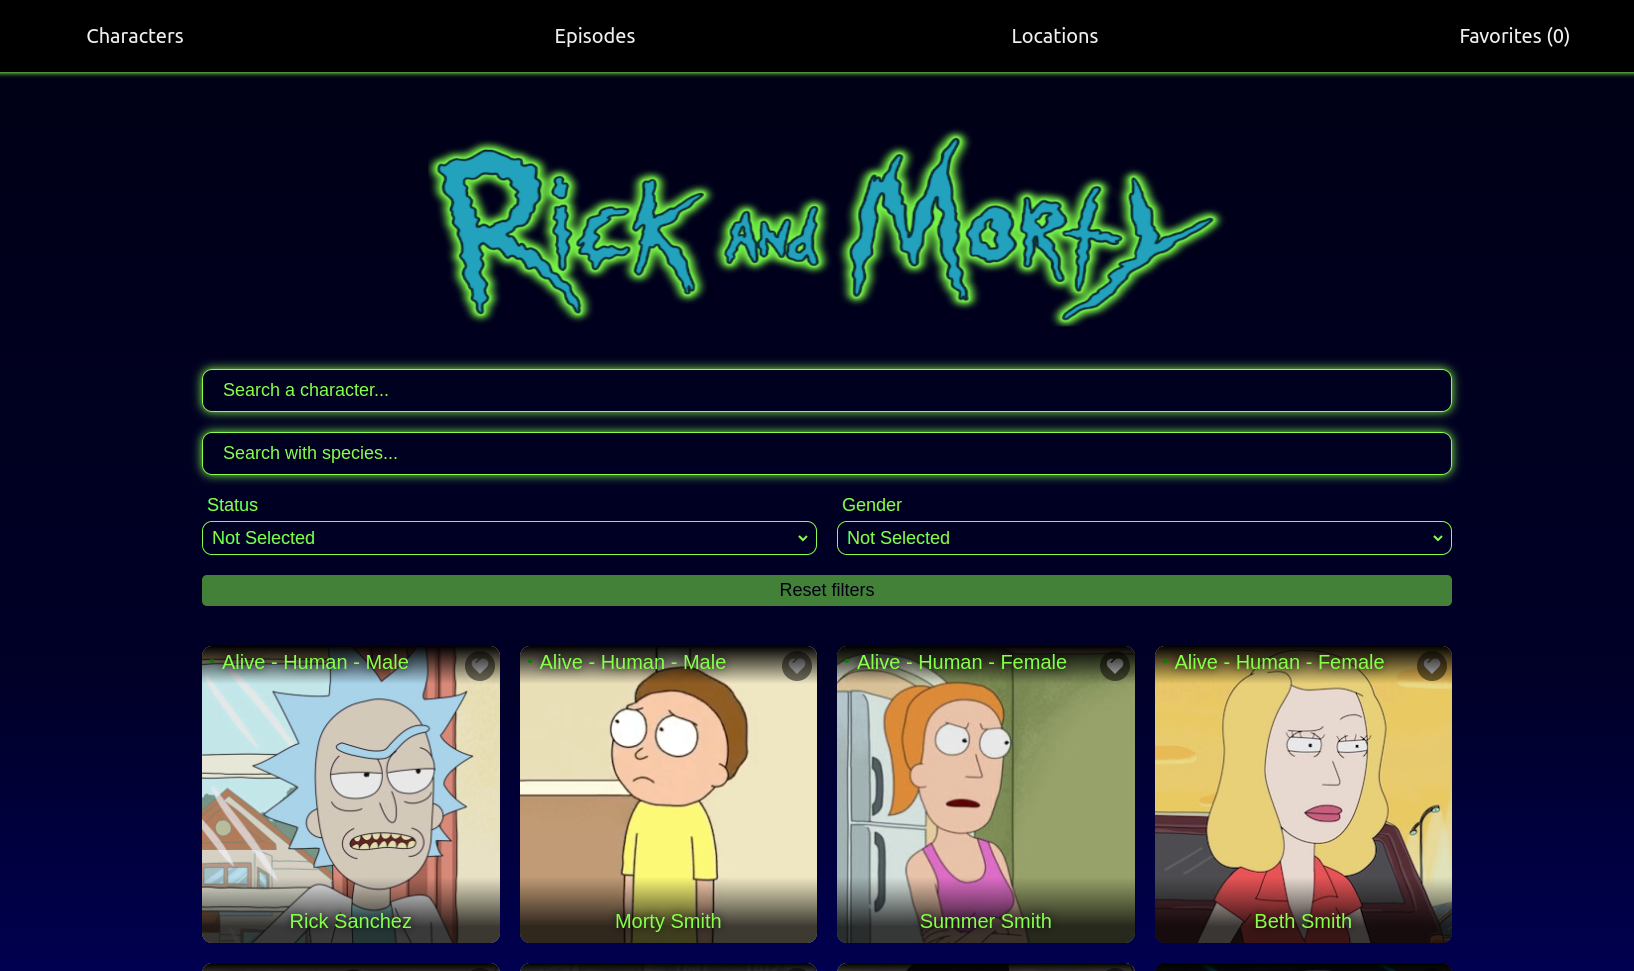 Characters
Episodes
Locations
Favorites (0)
Rick and Morty
Search a character...
Search with species...
Status
Gender
Not Selected
Not Selected
Reset filters
Alive - Human - Male
Alive - Human - Male
Alive - Human - Female
Alive - Human - Female
Rick Sanchez
Morty Smith
Summer Smith
Beth Smith